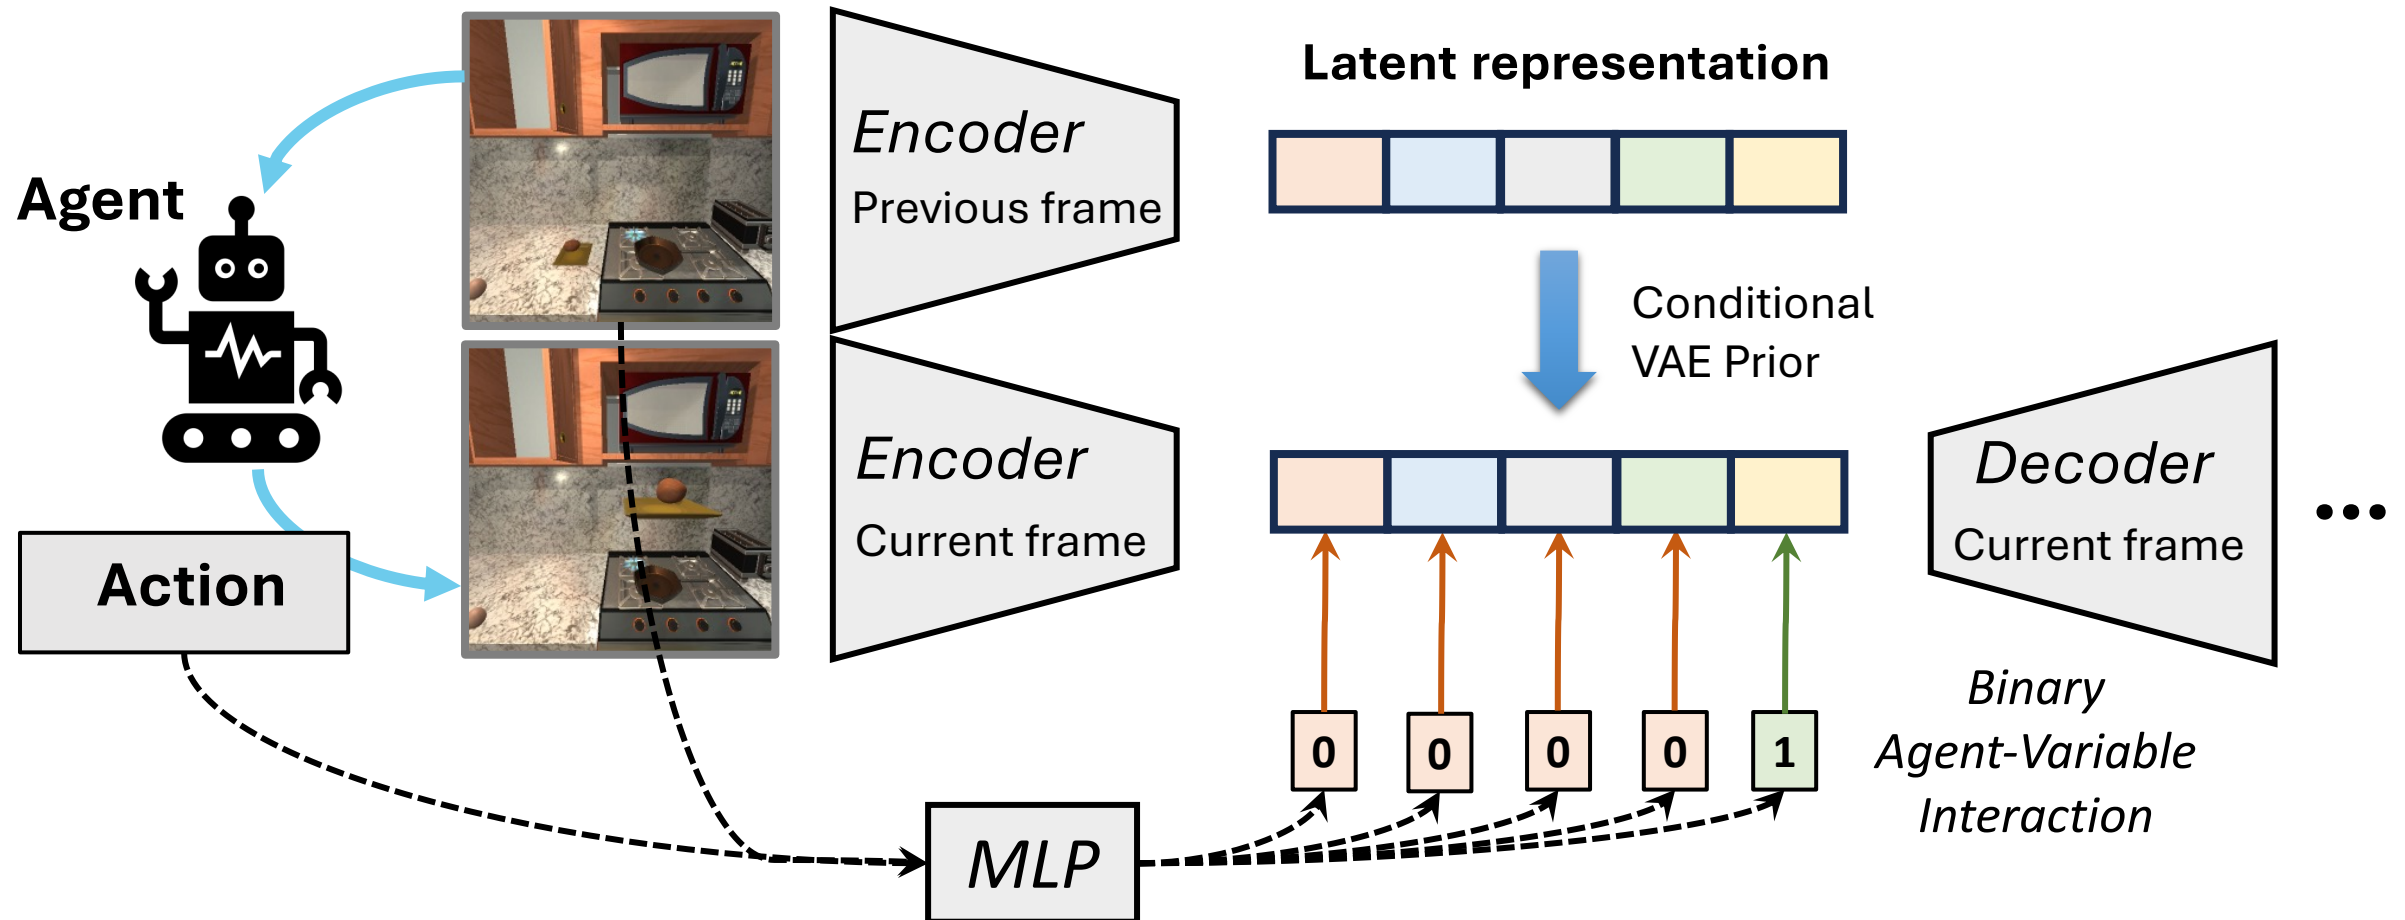 Agent
Action
Encoder
Previous frame
Encoder
Current frame
Latent representation
Conditional
VAE Prior
Decoder
Current frame
...
0 0 0 0 1
Binary
Agent-Variable
Interaction
MLP